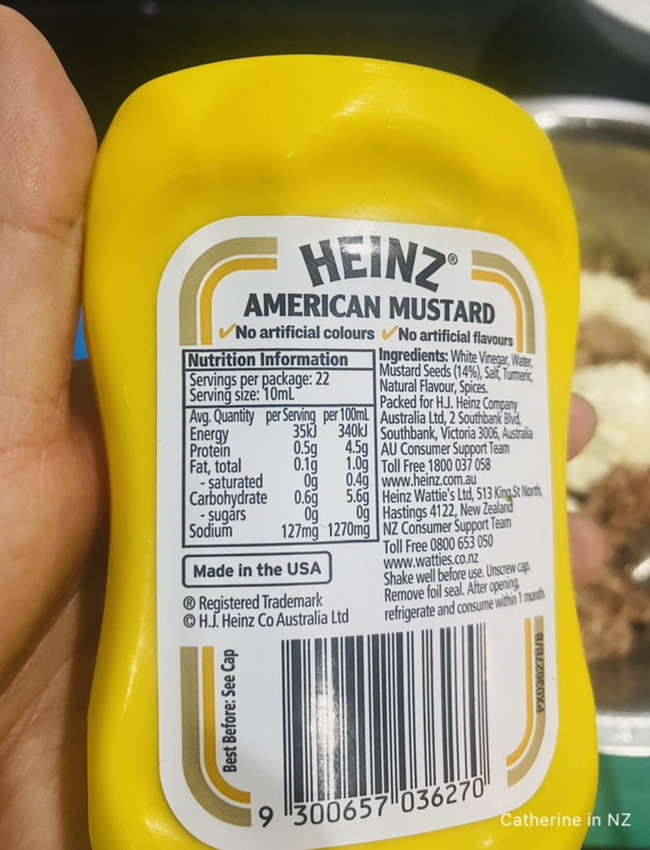 HEINZ®
AMERICAN MUSTARD
✓No artificial colours ✓No artificial flavours
Nutrition Information
Servings per package: 22
Serving size: 10mL
Avg. Quantity per Serving per 100mL
Energy 35kJ 340kJ
Protein 0.5g 4.5g
Fat, total 0.1g 1.0g
- saturated 0g 0.4g
Carbohydrate 0.6g 5.6g
- sugars 0g 0g
Sodium 127mg 1270mg
Made in the USA
® Registered Trademark
© H.J. Heinz Co Australia Ltd
Ingredients: White Vinegar, Water,
Mustard Seeds (14%), Salt, Turmeric,
Natural Flavour, Spices.
Packed for H.J. Heinz Company
Australia Ltd, 2 Southbank Blvd,
Southbank, Victoria 3006, Australia
AU Consumer Support Team
Toll Free 1800 037 058
www.heinz.com.au
Heinz Wattie's Ltd, 513 King St North,
Hastings 4122, New Zealand
NZ Consumer Support Team
Toll Free 0800 653 050
www.watties.co.nz
Shake well before use. Unscrew cap.
Remove foil seal. After opening,
refrigerate and consume within 1 month.
Best Before: See Cap
PX03627B/B
9 300657 036270
Catherine in NZ